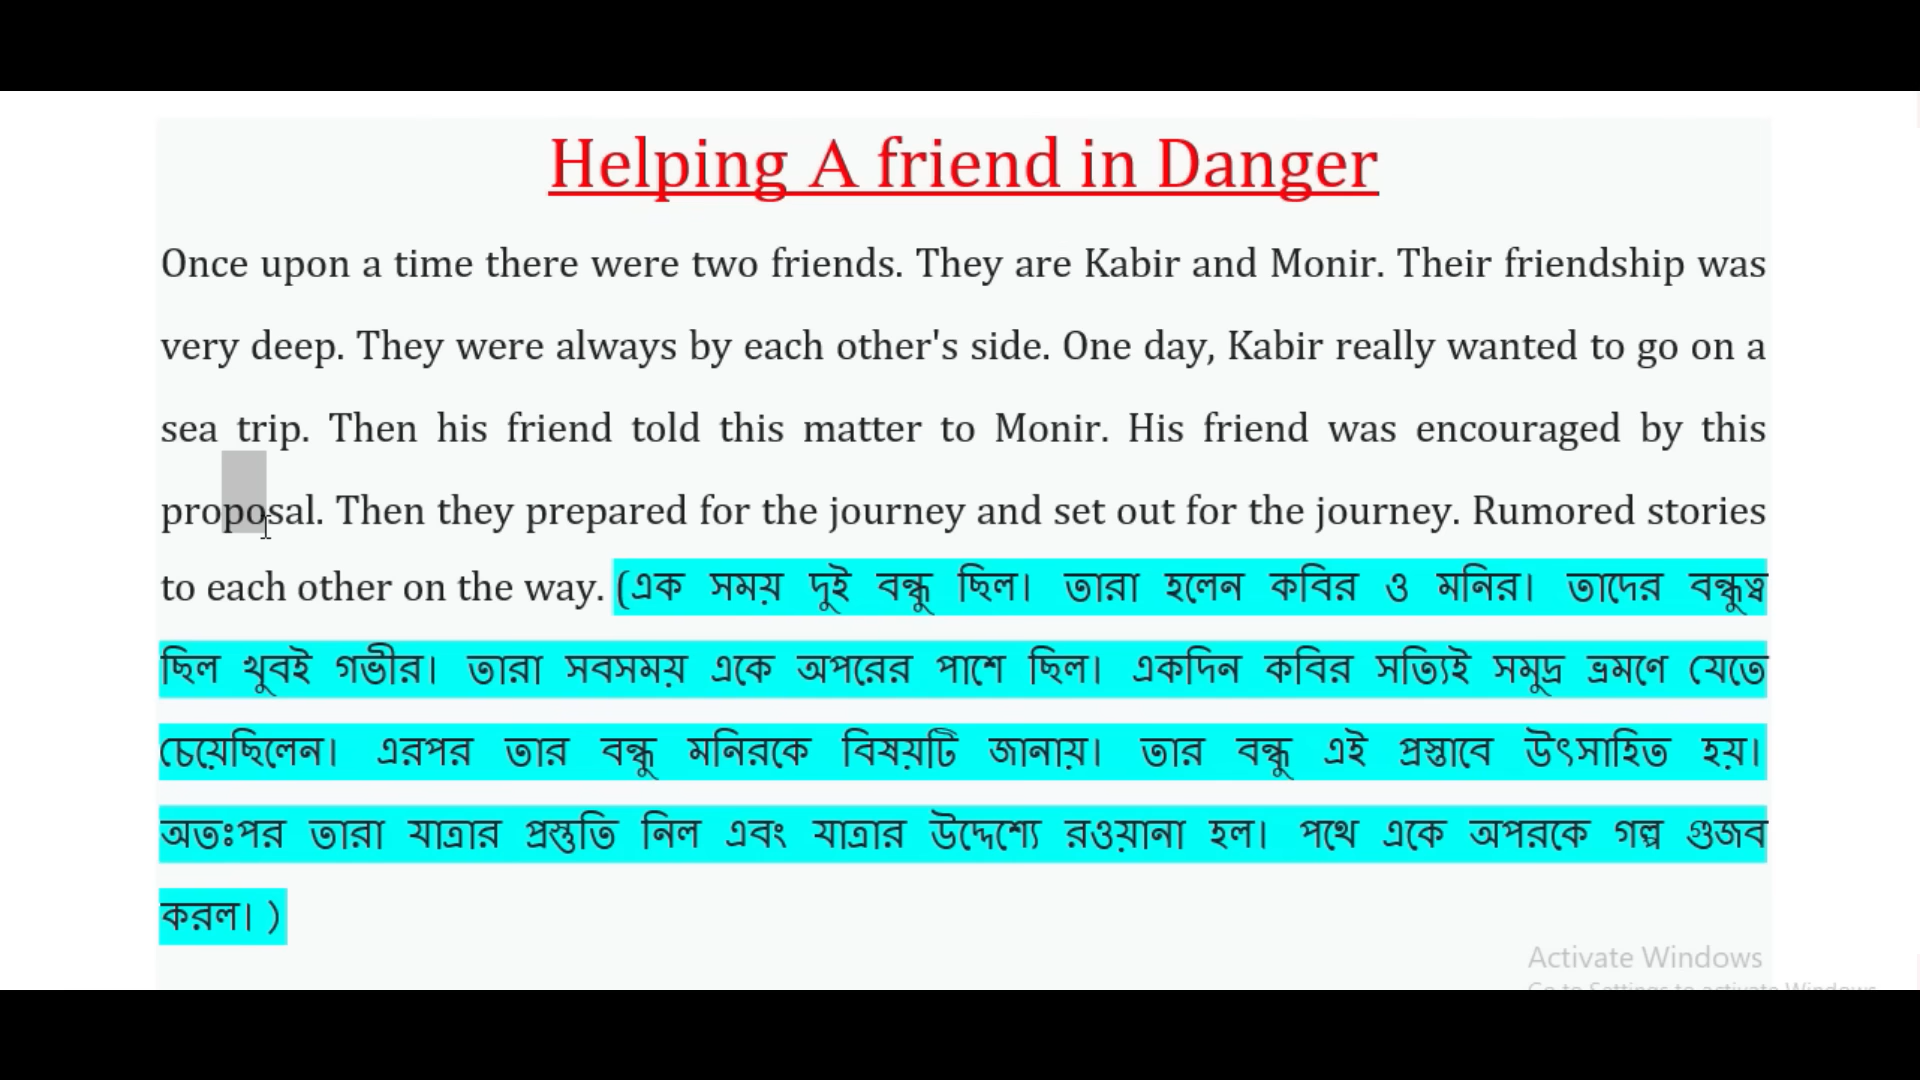 Helping A friend in Danger
Once upon a time there were two friends. They are Kabir and Monir. Their friendship was
very deep. They were always by each other's side. One day, Kabir really wanted to go on a
sea trip. Then his friend told this matter to Monir. His friend was encouraged by this
proposal. Then they prepared for the journey and set out for the journey. Rumored stories
to each other on the way. (এক সময় দুই বন্ধু ছিল। তারা হলেন কবির ও মনির। তাদের বন্ধুত্ব
ছিল খুবই গভীর। তারা সবসময় একে অপরের পাশে ছিল। একদিন কবির সত্যিই সমুদ্র ভ্রমণে যেতে
চেয়েছিলেন। এরপর তার বন্ধু মনিরকে বিষয়টি জানায়। তার বন্ধু এই প্রস্তাবে উৎসাহিত হয়।
অতঃপর তারা যাত্রার প্রস্তুতি নিল এবং যাত্রার উদ্দেশ্যে রওয়ানা হল। পথে একে অপরকে গল্প গুজব
করল। )
Activate Windows
Go to Settings to activate Windows.